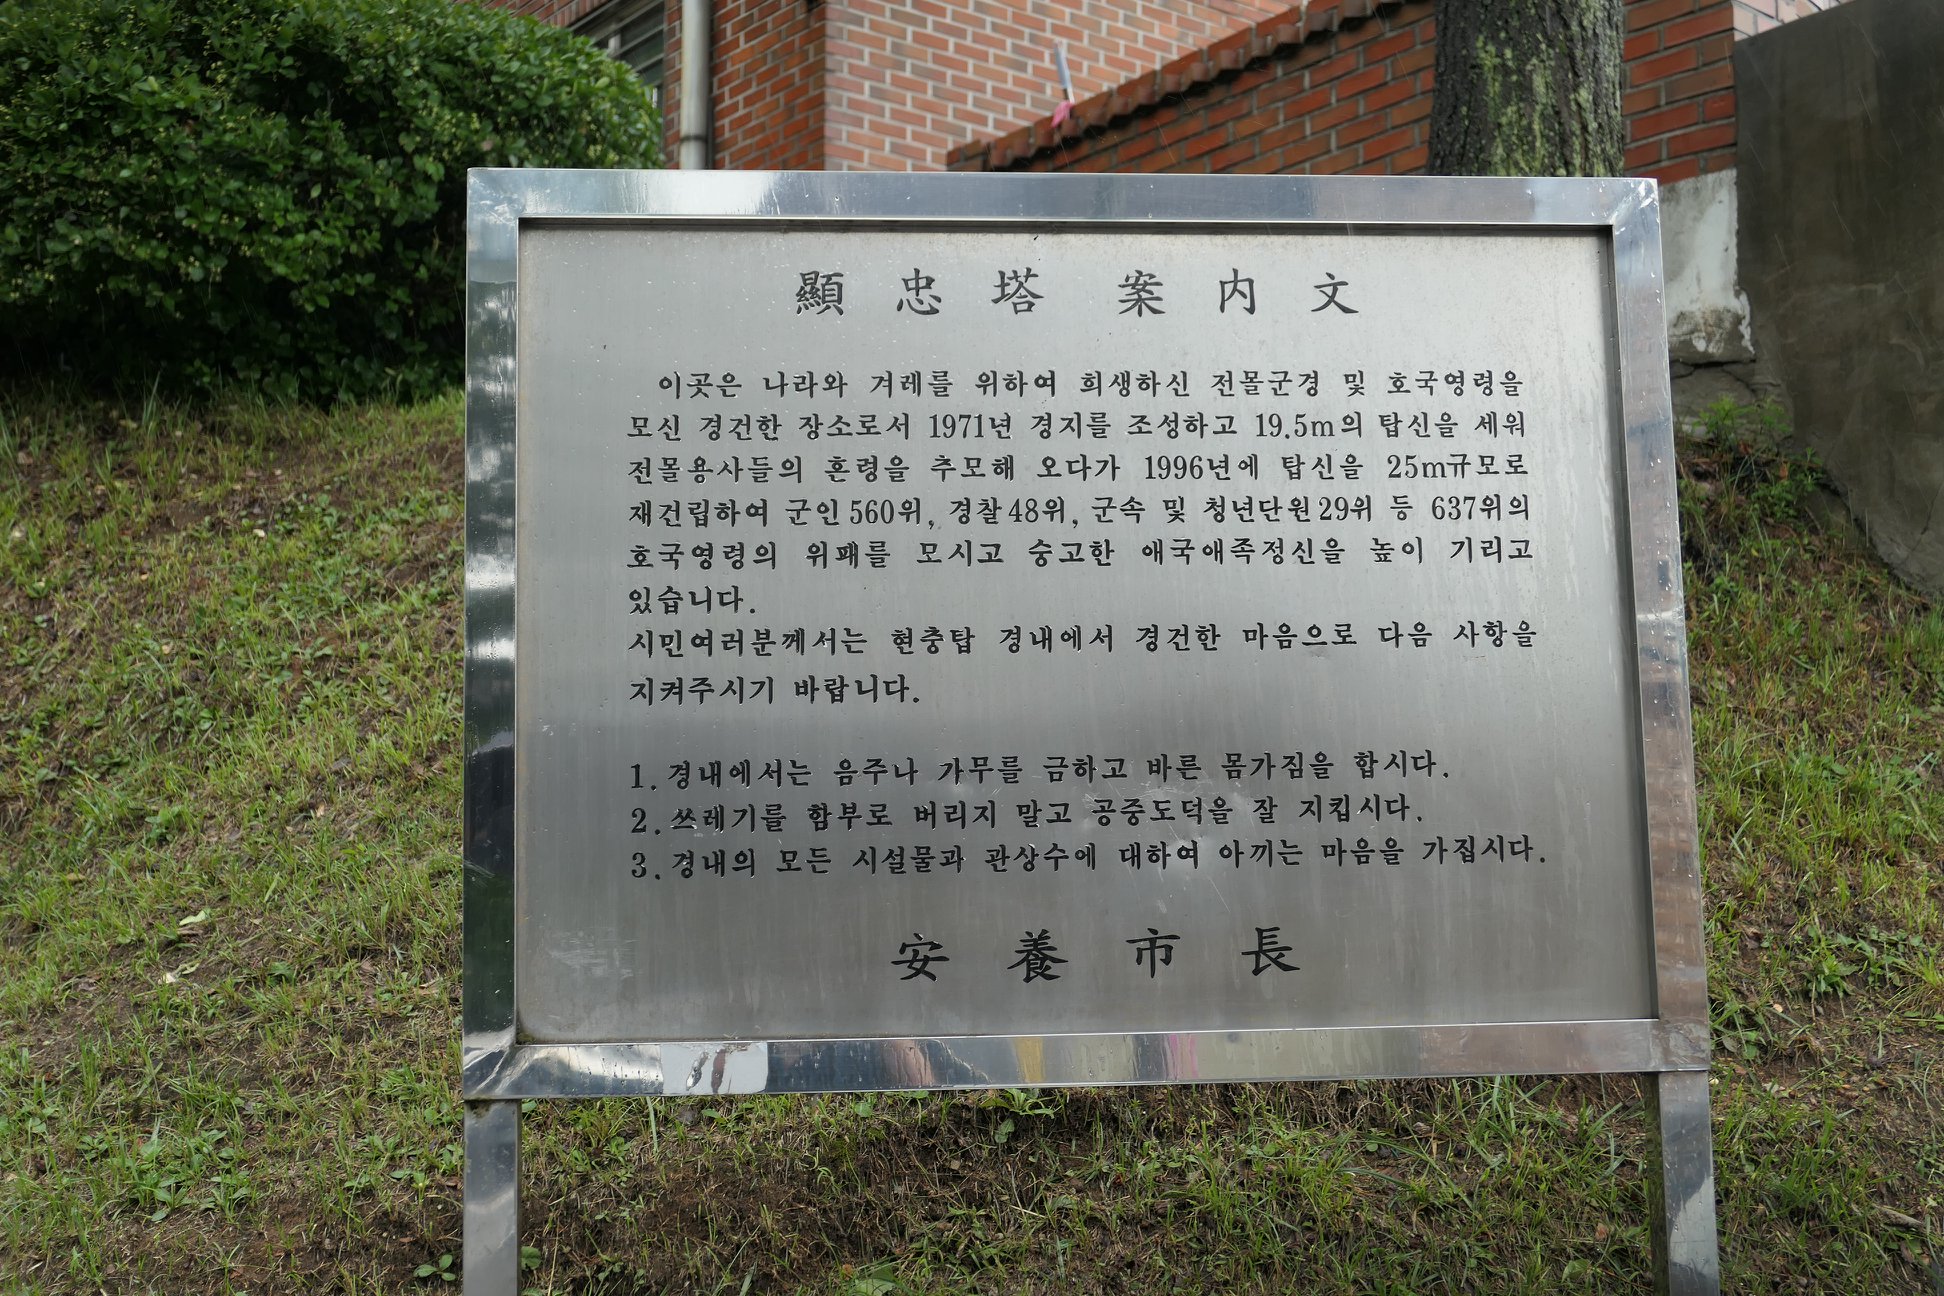 顯忠塔 案內文
이곳은 나라와 겨레를 위하여 희생하신 전몰군경 및 호국영령을
모신 경건한 장소로서 1971년 경지를 조성하고 19.5m의 탑신을 세워
전몰용사들의 혼령을 추모해 오다가 1996년에 탑신을 25m규모로
재건립하여 군인560위, 경찰48위, 군속 및 청년단원29위 등 637위의
호국영령의 위패를 모시고 숭고한 애국애족정신을 높이 기리고
있습니다.
시민여러분께서는 현충탑 경내에서 경건한 마음으로 다음 사항을
지켜주시기 바랍니다.
1. 경내에서는 음주나 가무를 금하고 바른 몸가짐을 합시다.
2. 쓰레기를 함부로 버리지 말고 공중도덕을 잘 지킵시다.
3. 경내의 모든 시설물과 관상수에 대하여 아끼는 마음을 가집시다.
安養市長